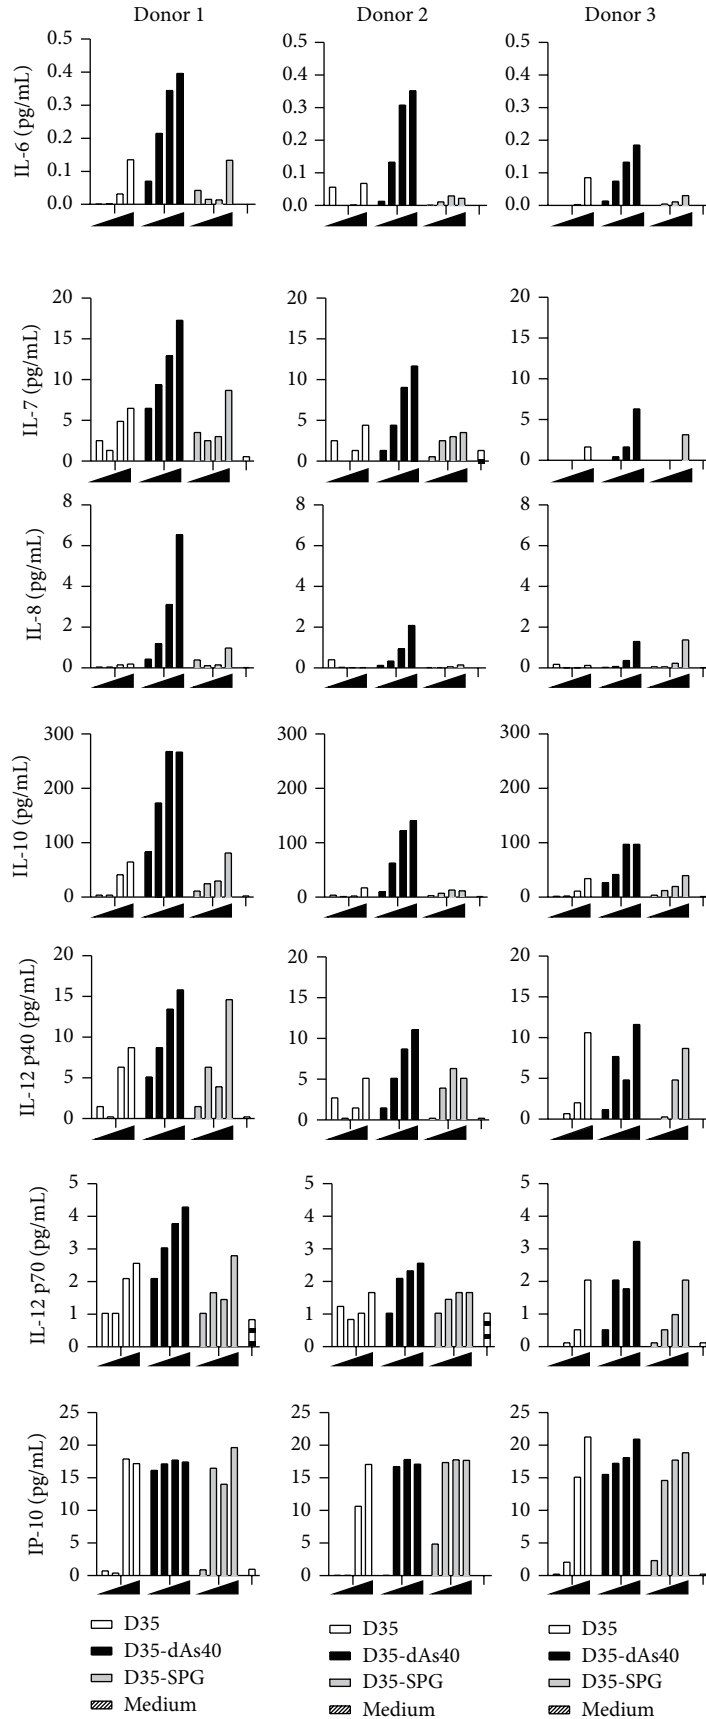 Donor 1
Donor 2
Donor 3
IL-6 (pg/mL)
0.5 0.5 0.5
0.4 0.4 0.4
0.3 0.3 0.3
0.2 0.2 0.2
0.1 0.1 0.1
0.0 0.0 0.0
IL-7 (pg/mL)
20 20 20
15 15 15
10 10 10
5 5 5
0 0 0
IL-8 (pg/mL)
8 8 8
6 6 6
4 4 4
2 2 2
0 0 0
IL-10 (pg/mL)
300 300 300
200 200 200
100 100 100
0 0 0
IL-12 p40 (pg/mL)
20 20 20
15 15 15
10 10 10
5 5 5
0 0 0
IL-12 p70 (pg/mL)
5 5 5
4 4 4
3 3 3
2 2 2
1 1 1
0 0 0
IP-10 (pg/mL)
25 25 25
20 20 20
15 15 15
10 10 10
5 5 5
0 0 0
D35 D35 D35
D35-dAs40 D35-dAs40 D35-dAs40
D35-SPG D35-SPG D35-SPG
Medium Medium Medium